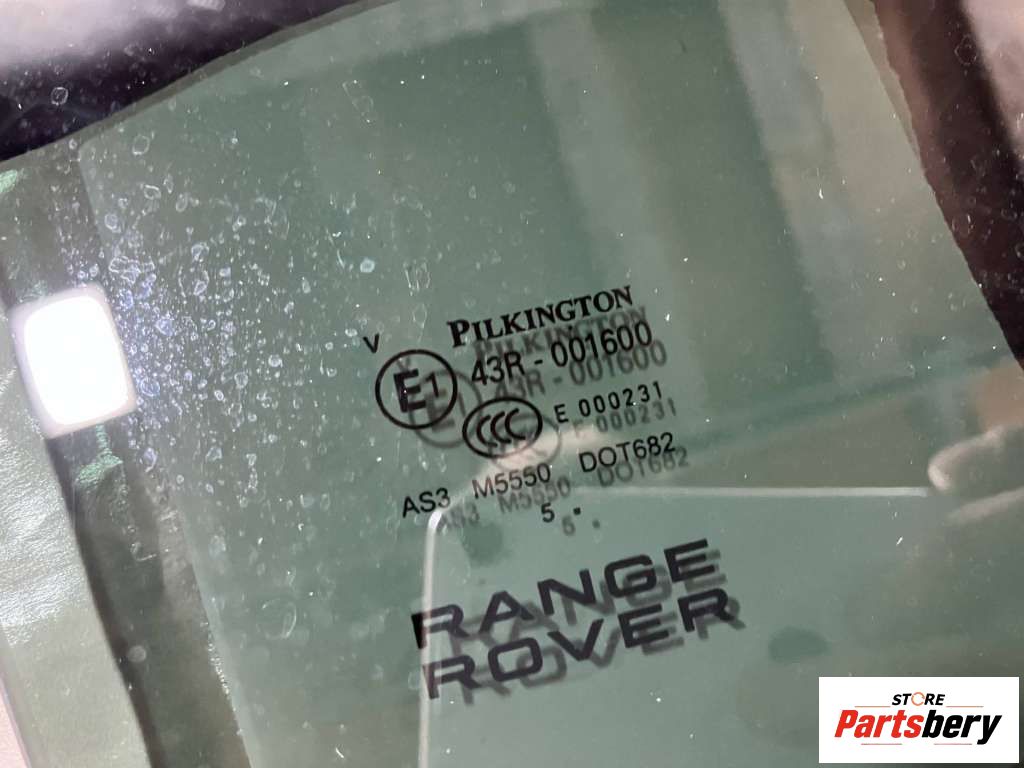 PILKINGTON
V
E1 43R - 001600
CCC E 000231
AS3 M5550 DOT682
5 ..
RANGE
ROVER
STORE
Partsbery